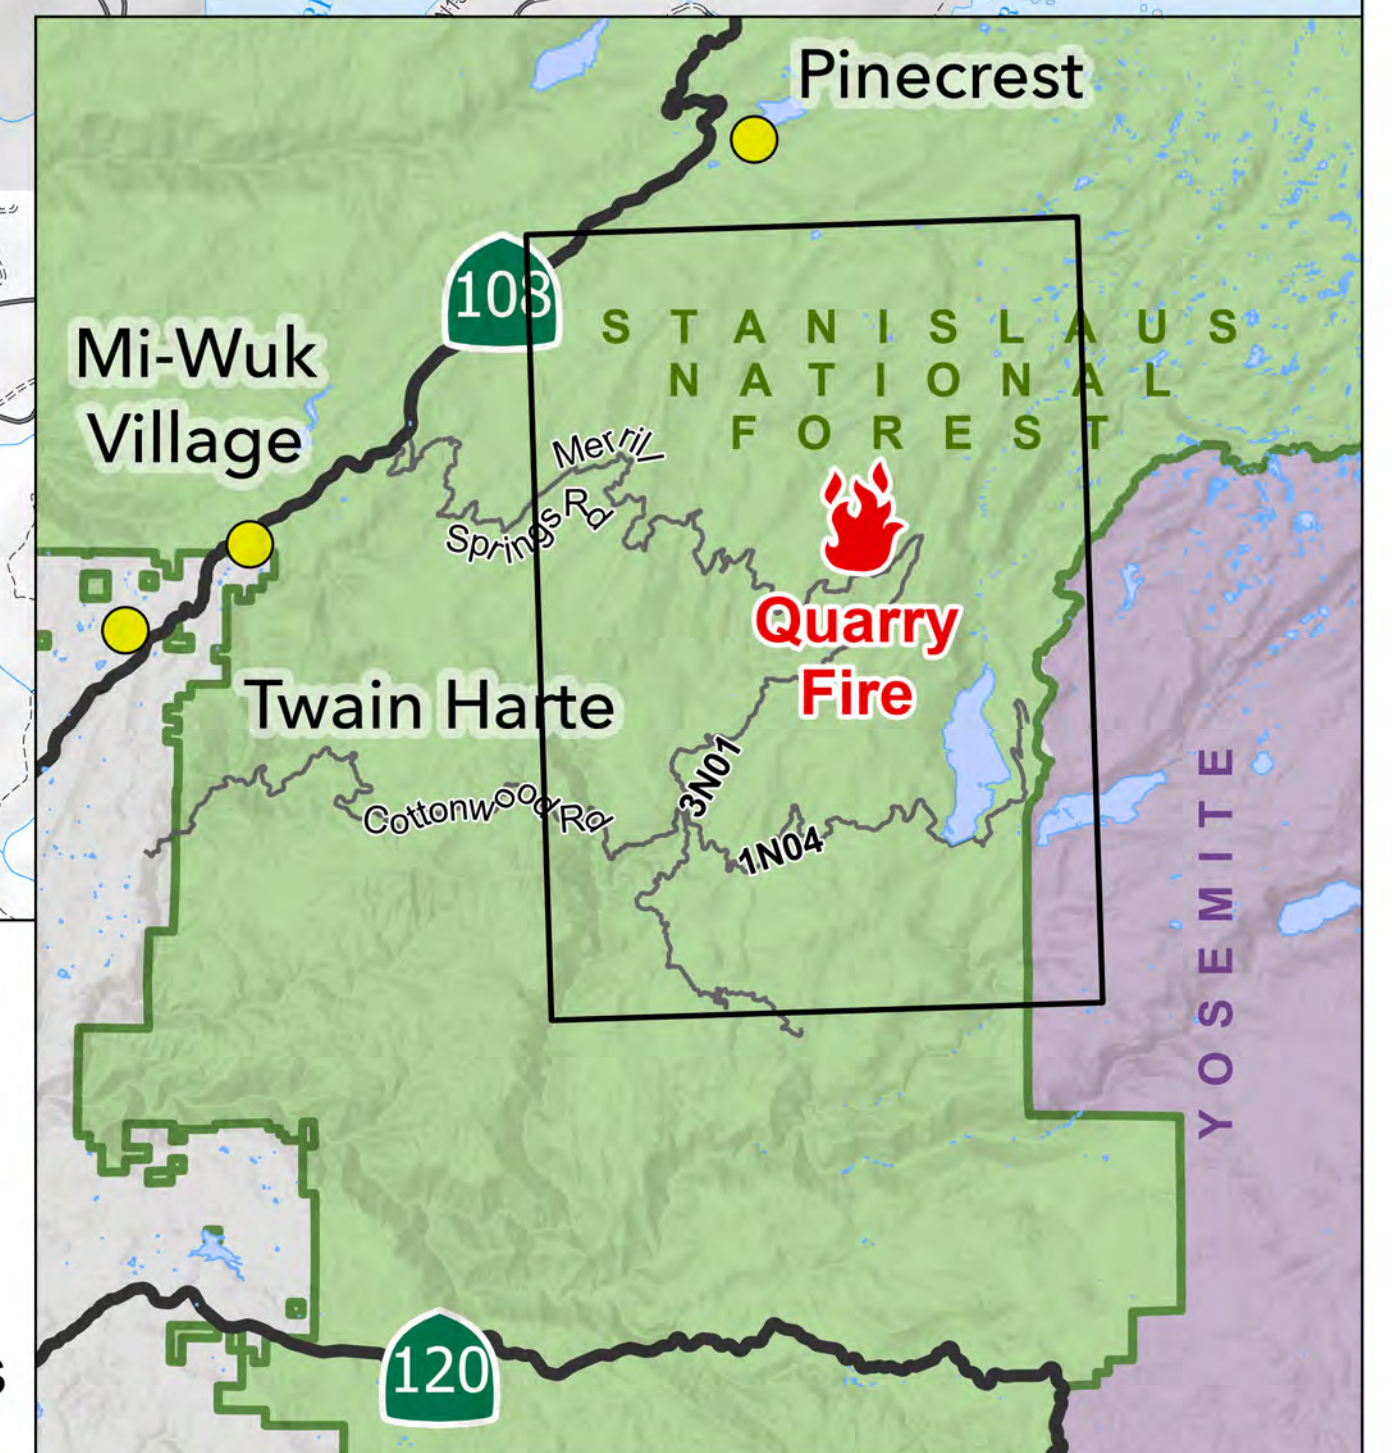 Pinecrest
108
Mi-Wuk
Village
STANISLAUS
NATIONAL
FOREST
Merrill
Springs Rd
Quarry
Fire
Twain Harte
3N01
Cottonwood Rd
1N04
YOSEMITE
120